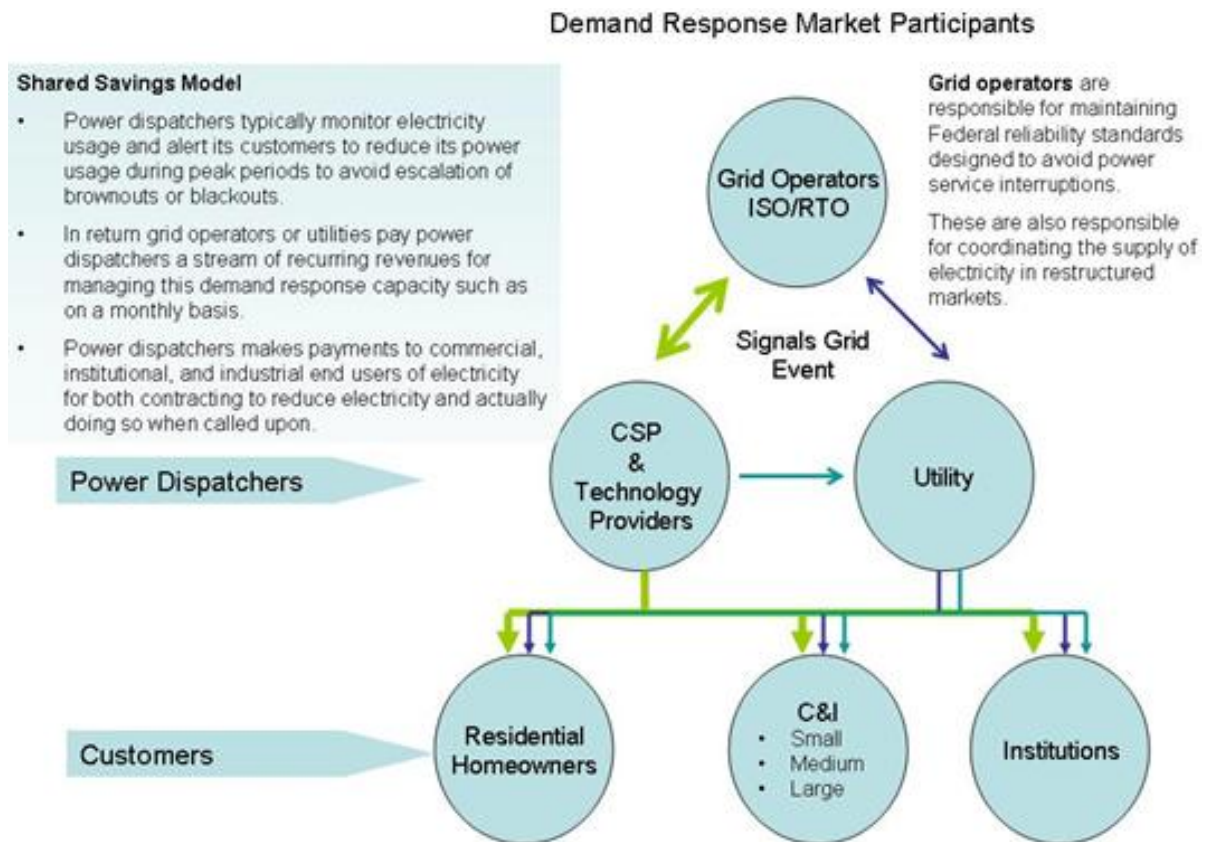 Demand Response Market Participants
Shared Savings Model
• Power dispatchers typically monitor electricity
usage and alert its customers to reduce its power
usage during peak periods to avoid escalation of
brownouts or blackouts.
• In return grid operators or utilities pay power
dispatchers a stream of recurring revenues for
managing this demand response capacity such as
on a monthly basis.
• Power dispatchers makes payments to commercial,
institutional, and industrial end users of electricity
for both contracting to reduce electricity and actually
doing so when called upon.
Grid operators are
responsible for maintaining
Federal reliability standards
designed to avoid power
service interruptions.
These are also responsible
for coordinating the supply of
electricity in restructured
markets.
Grid Operators
ISO/RTO
Signals Grid
Event
Power Dispatchers
CSP
&
Technology
Providers
Utility
Customers
Residential
Homeowners
C&I
• Small
• Medium
• Large
Institutions